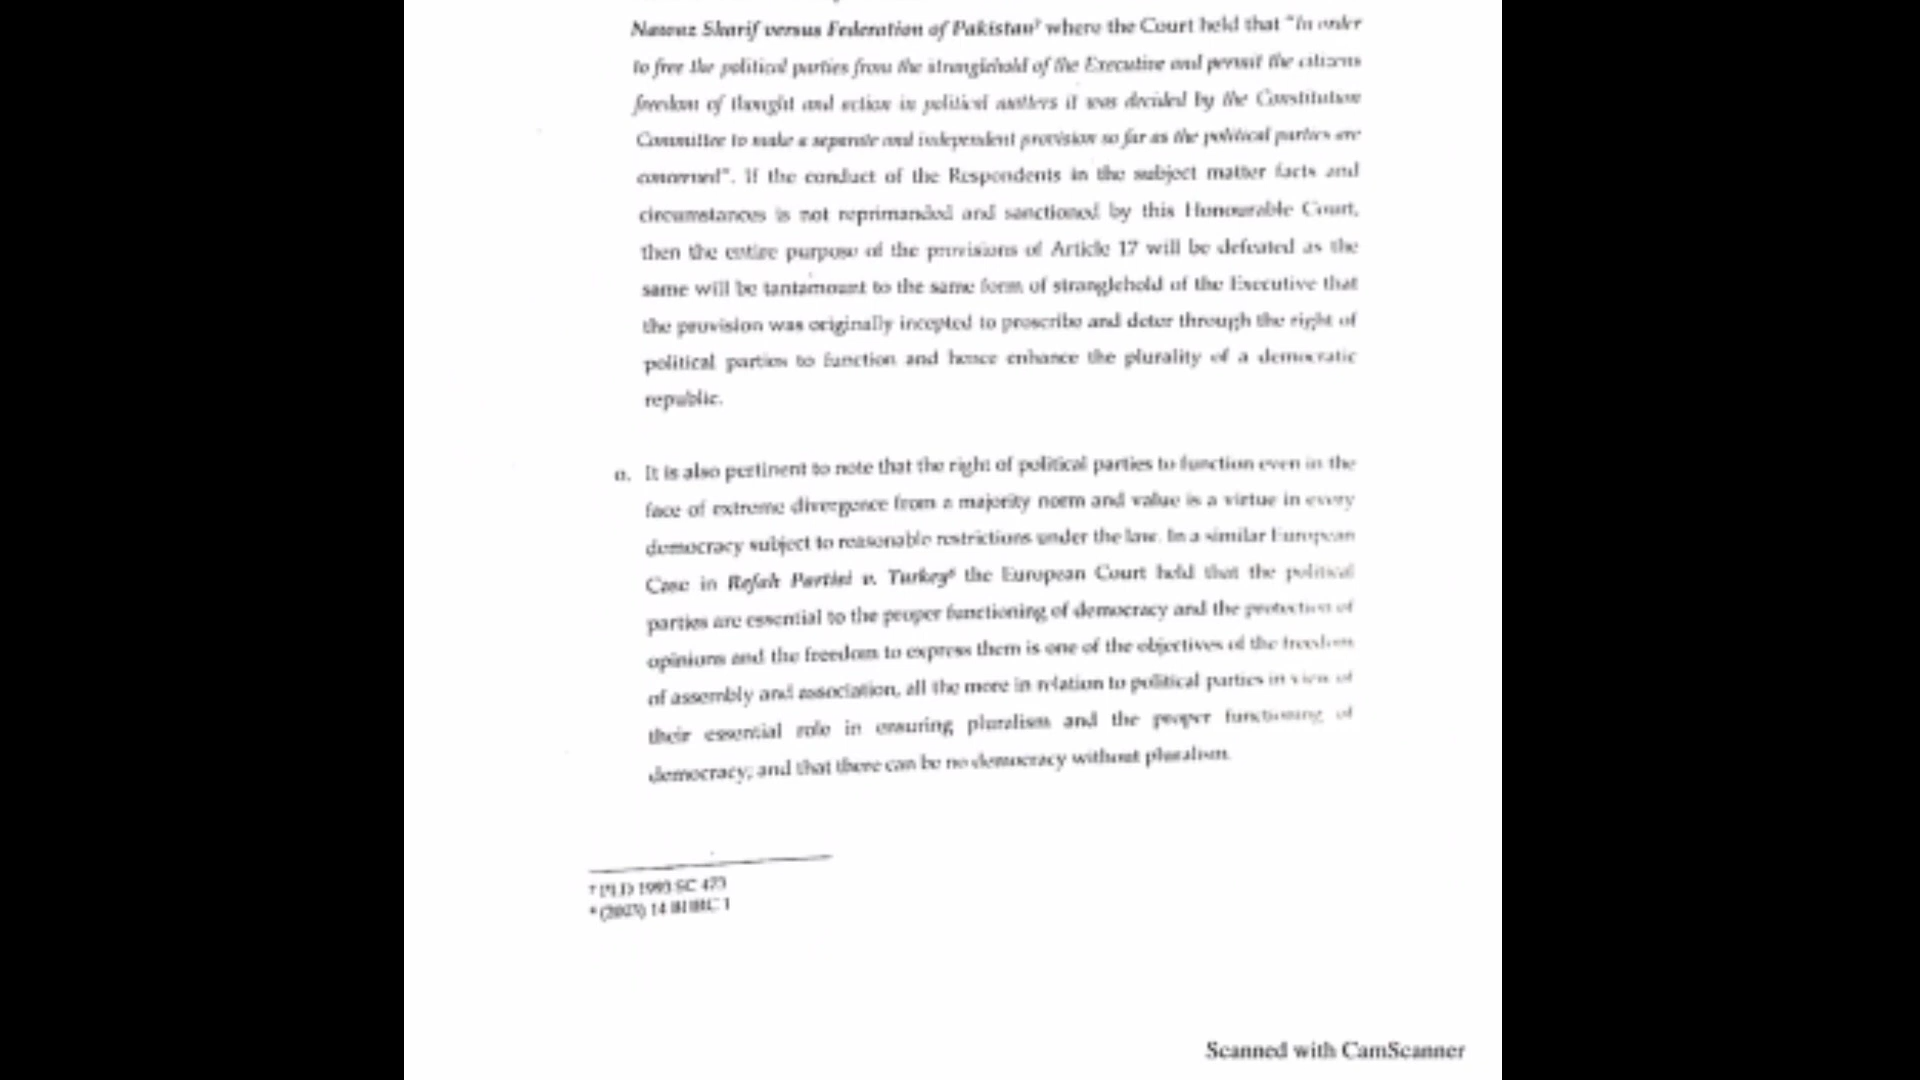 Nawaz Sharif versus Federation of Pakistan⁷ where the Court held that "In order
to free the political parties from the stranglehold of the Executive and permit the citizens
freedom of thought and action in political matters it was decided by the Constitution
Committee to make a separate and independent provision so far as the political parties are
concerned". If the conduct of the Respondents in the subject matter facts and
circumstances is not reprimanded and sanctioned by this Honourable Court,
then the entire purpose of the provisions of Article 17 will be defeated as the
same will be tantamount to the same form of stranglehold of the Executive that
the provision was originally incepted to proscribe and deter through the right of
political parties to function and hence enhance the plurality of a democratic
republic.
It is also pertinent to note that the right of political parties to function even in the
face of extreme divergence from a majority norm and value is a virtue in every
democracy subject to reasonable restrictions under the law. In a similar European
Case in Refah Partisi v. Turkey⁸ the European Court held that the political
parties are essential to the proper functioning of democracy and the protection of
opinions and the freedom to express them is one of the objectives of the freedom
of assembly and association, all the more in relation to political parties in view of
their essential role in ensuring pluralism and the proper functioning of
democracy; and that there can be no democracy without pluralism.
⁷ PLD 1993 SC 473
⁸ (2003) 14 BHRC 1
Scanned with CamScanner